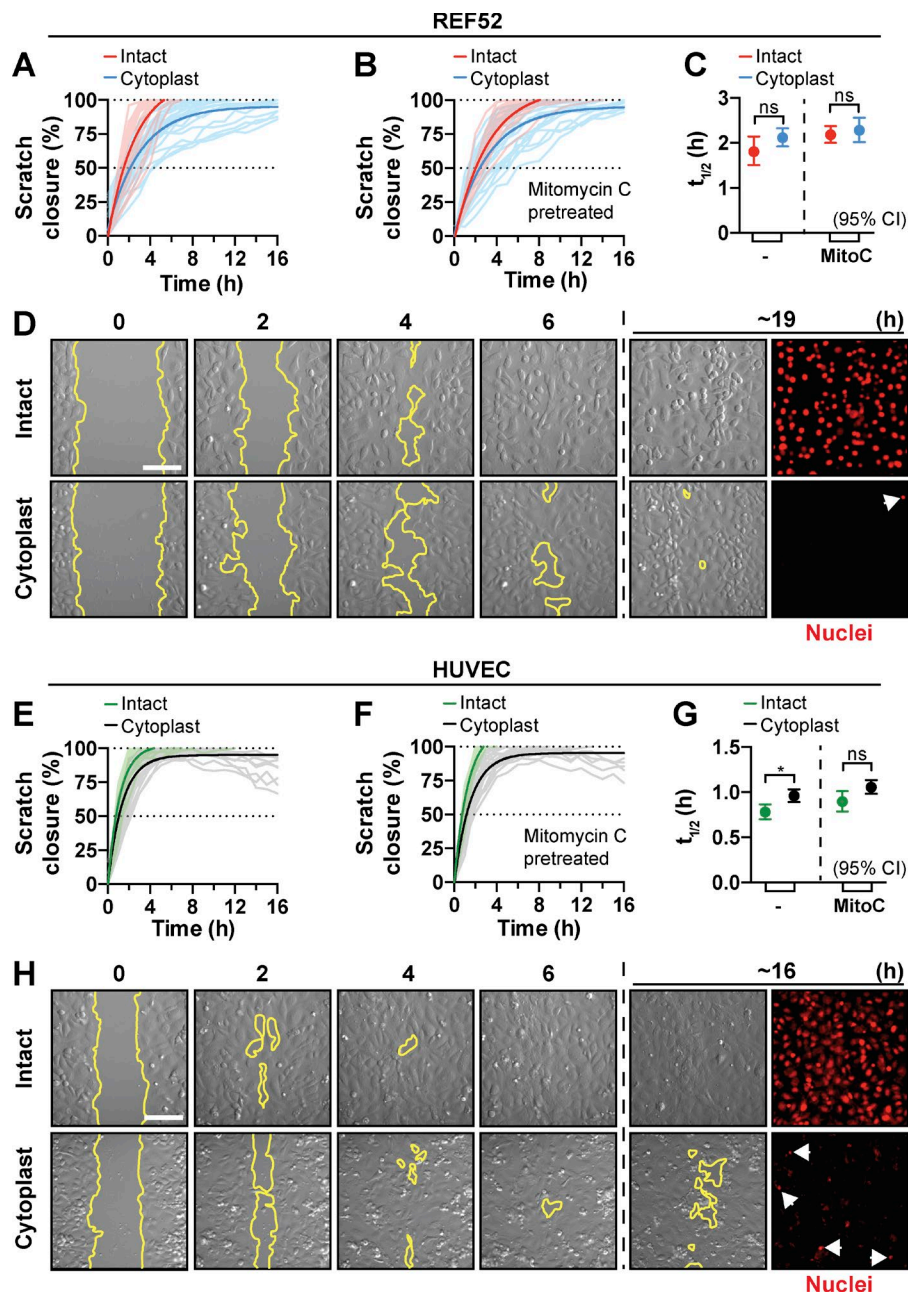 REF52
A
Intact
Cytoplast
Scratch
closure (%)
100
75
50
25
0
0 4 8 12 16
Time (h)
B
Intact
Cytoplast
Scratch
closure (%)
100
75
50
25
0
Mitomycin C
pretreated
0 4 8 12 16
Time (h)
C
Intact
Cytoplast
t1/2 (h)
3
2
1
0
ns
ns
(95% CI)
-
MitoC
D
0 2 4 6 ~19 (h)
Intact
Cytoplast
Nuclei
HUVEC
E
Intact
Cytoplast
Scratch
closure (%)
100
75
50
25
0
0 4 8 12 16
Time (h)
F
Intact
Cytoplast
Scratch
closure (%)
100
75
50
25
0
Mitomycin C
pretreated
0 4 8 12 16
Time (h)
G
Intact
Cytoplast
t1/2 (h)
1.5
1.0
0.5
0.0
*
ns
(95% CI)
-
MitoC
H
0 2 4 6 ~16 (h)
Intact
Cytoplast
Nuclei